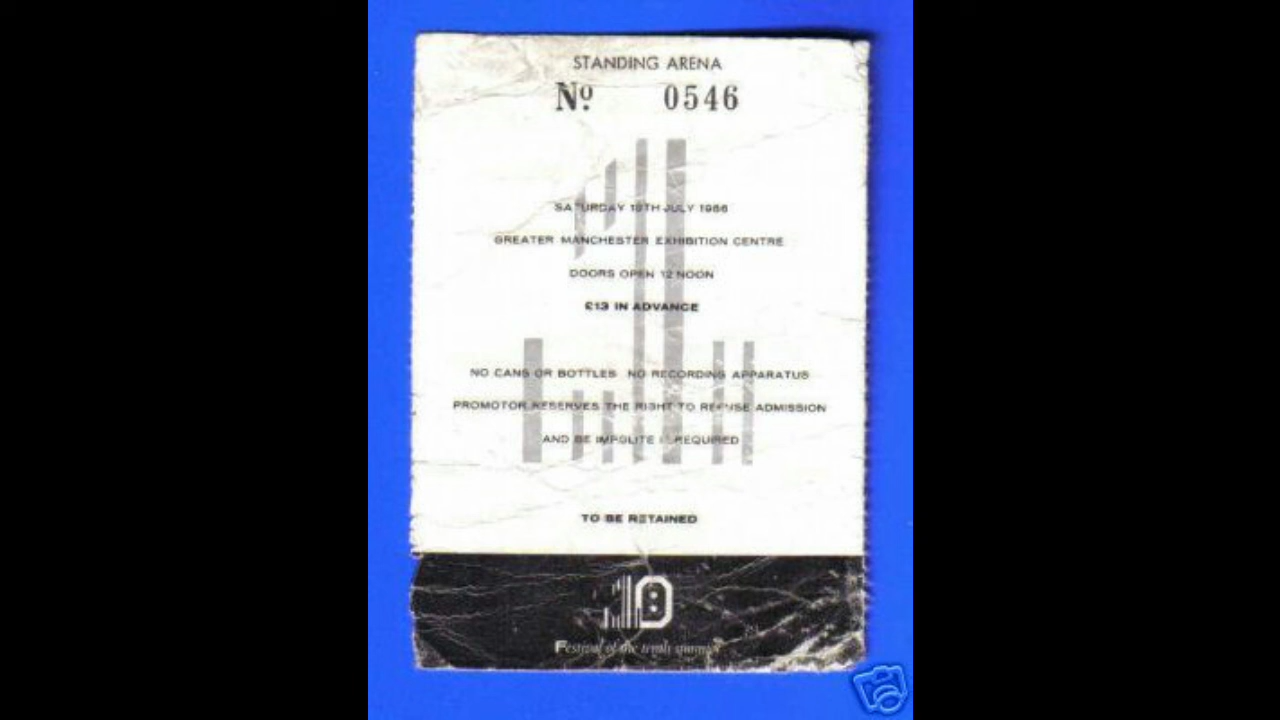 STANDING ARENA
Nº 0546
SATURDAY 19TH JULY 1986
GREATER MANCHESTER EXHIBITION CENTRE
DOORS OPEN 12 NOON
£13 IN ADVANCE
NO CANS OR BOTTLES NO RECORDING APPARATUS
PROMOTOR RESERVES THE RIGHT TO REFUSE ADMISSION
AND BE IMPOLITE IF REQUIRED
TO BE RETAINED
10
Festival of the tenth summer